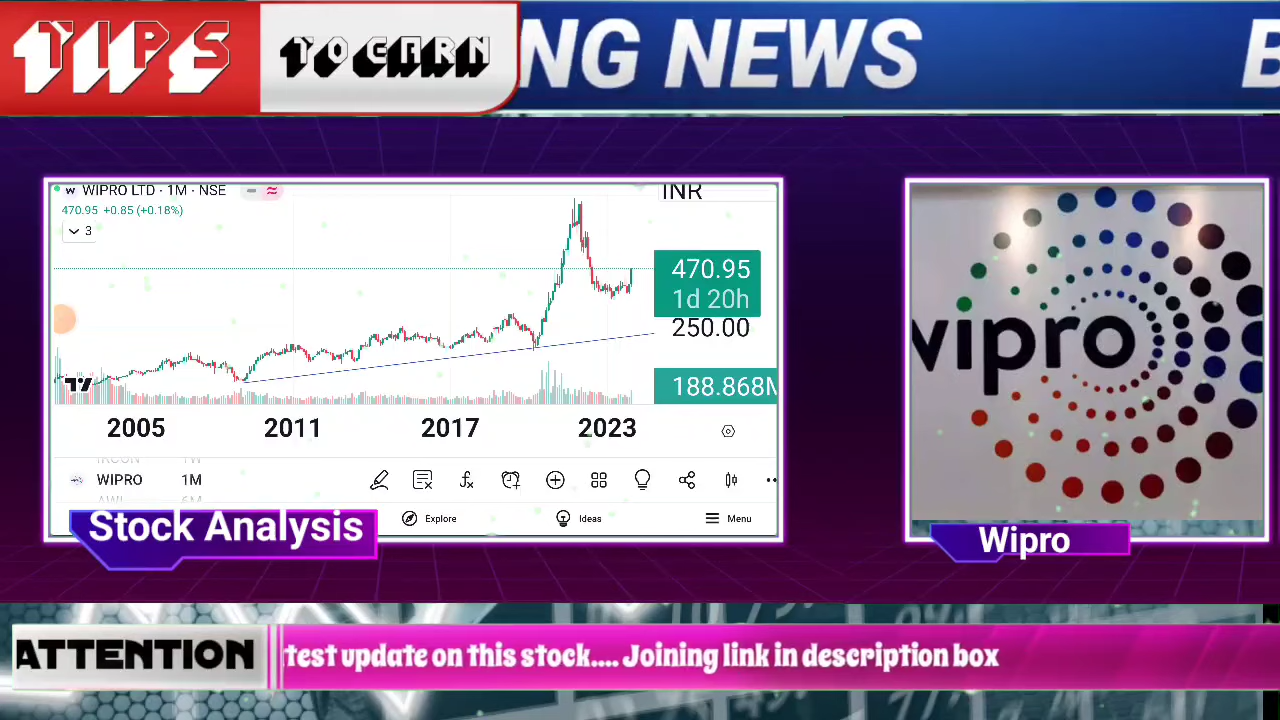 TIPS
TO EARN
NG NEWS
B
WIPRO LTD · 1M · NSE
INR
470.95 +0.85 (+0.18%)
3
470.95
1d 20h
250.00
188.868M
2005 2011 2017 2023
WIPRO 1M
Explore
Ideas
Menu
Stock Analysis
wipro
Wipro
ATTENTION
test update on this stock.... Joining link in description box